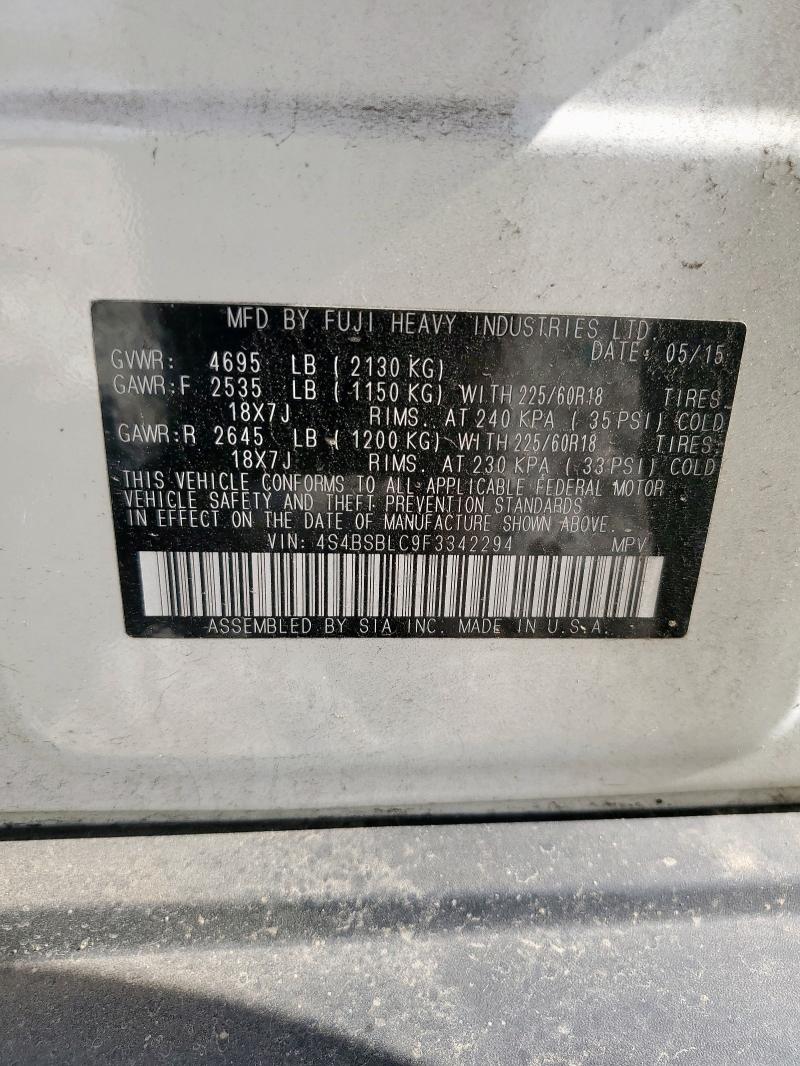 MFD BY FUJI HEAVY INDUSTRIES LTD.
DATE: 05/15
GVWR: 4695 LB (2130 KG)
GAWR:F 2535 LB (1150 KG) WITH 225/60R18 TIRES
18X7J RIMS. AT 240 KPA (35 PSI) COLD
GAWR:R 2645 LB (1200 KG) WITH 225/60R18 TIRES
18X7J RIMS. AT 230 KPA (33 PSI) COLD
THIS VEHICLE CONFORMS TO ALL APPLICABLE FEDERAL MOTOR
VEHICLE SAFETY AND THEFT PREVENTION STANDARDS
IN EFFECT ON THE DATE OF MANUFACTURE SHOWN ABOVE.
VIN: 4S4BSBLC9F3342294 MPV
ASSEMBLED BY SIA INC. MADE IN U.S.A.